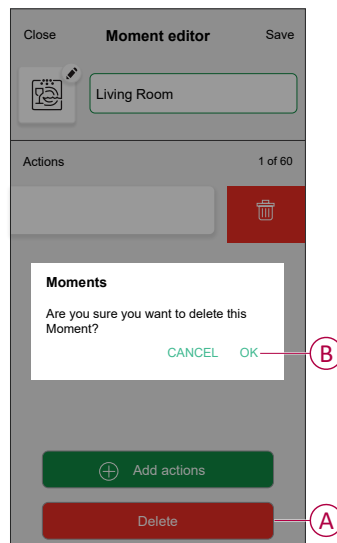 Close Moment editor Save
Living Room
Actions 1 of 60
Moments
Are you sure you want to delete this
Moment?
CANCEL OK
B
Add actions
Delete
A